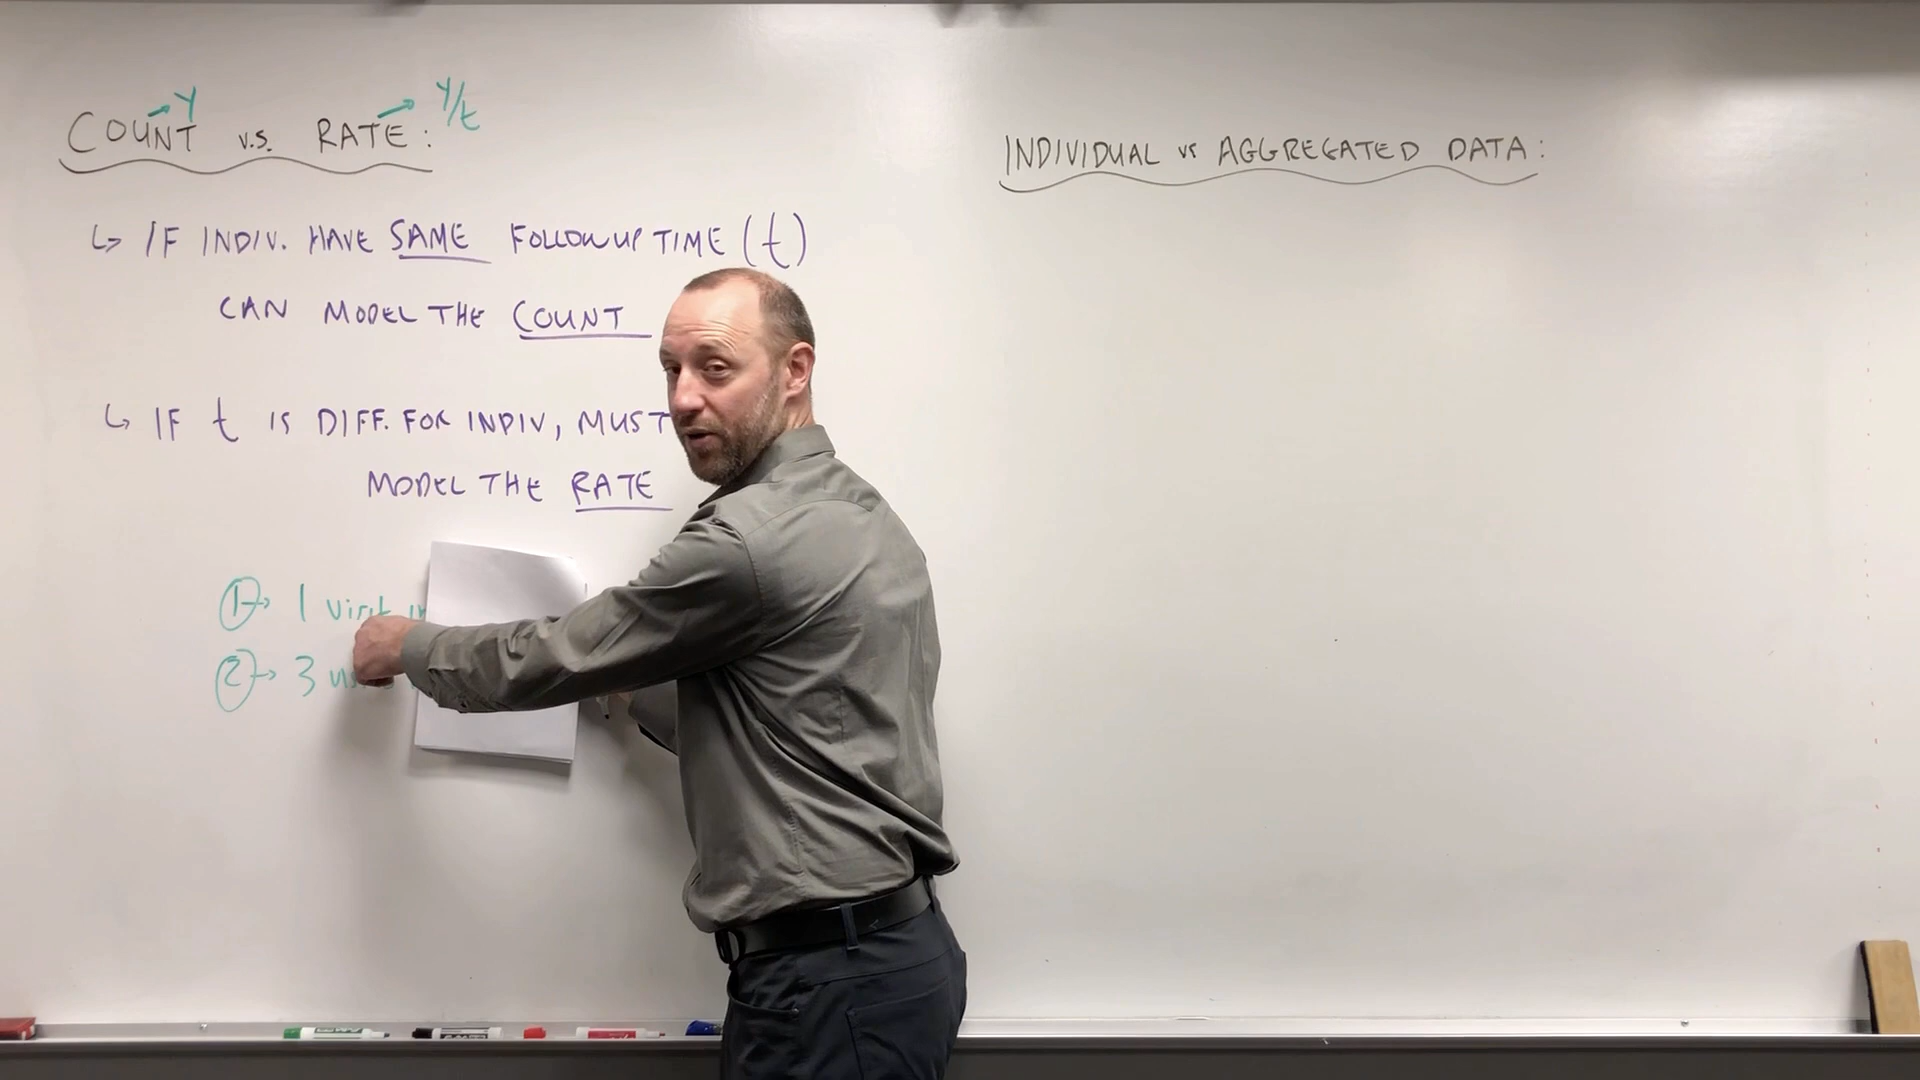 COUNT → Y v.s. RATE → Y/t :
↳ IF INDIV. HAVE SAME FOLLOWUP TIME (t)
CAN MODEL THE COUNT
↳ IF t IS DIFF. FOR INDIV, MUST
MODEL THE RATE
① → 1 visit
② → 3
INDIVIDUAL vs AGGREGATED DATA: